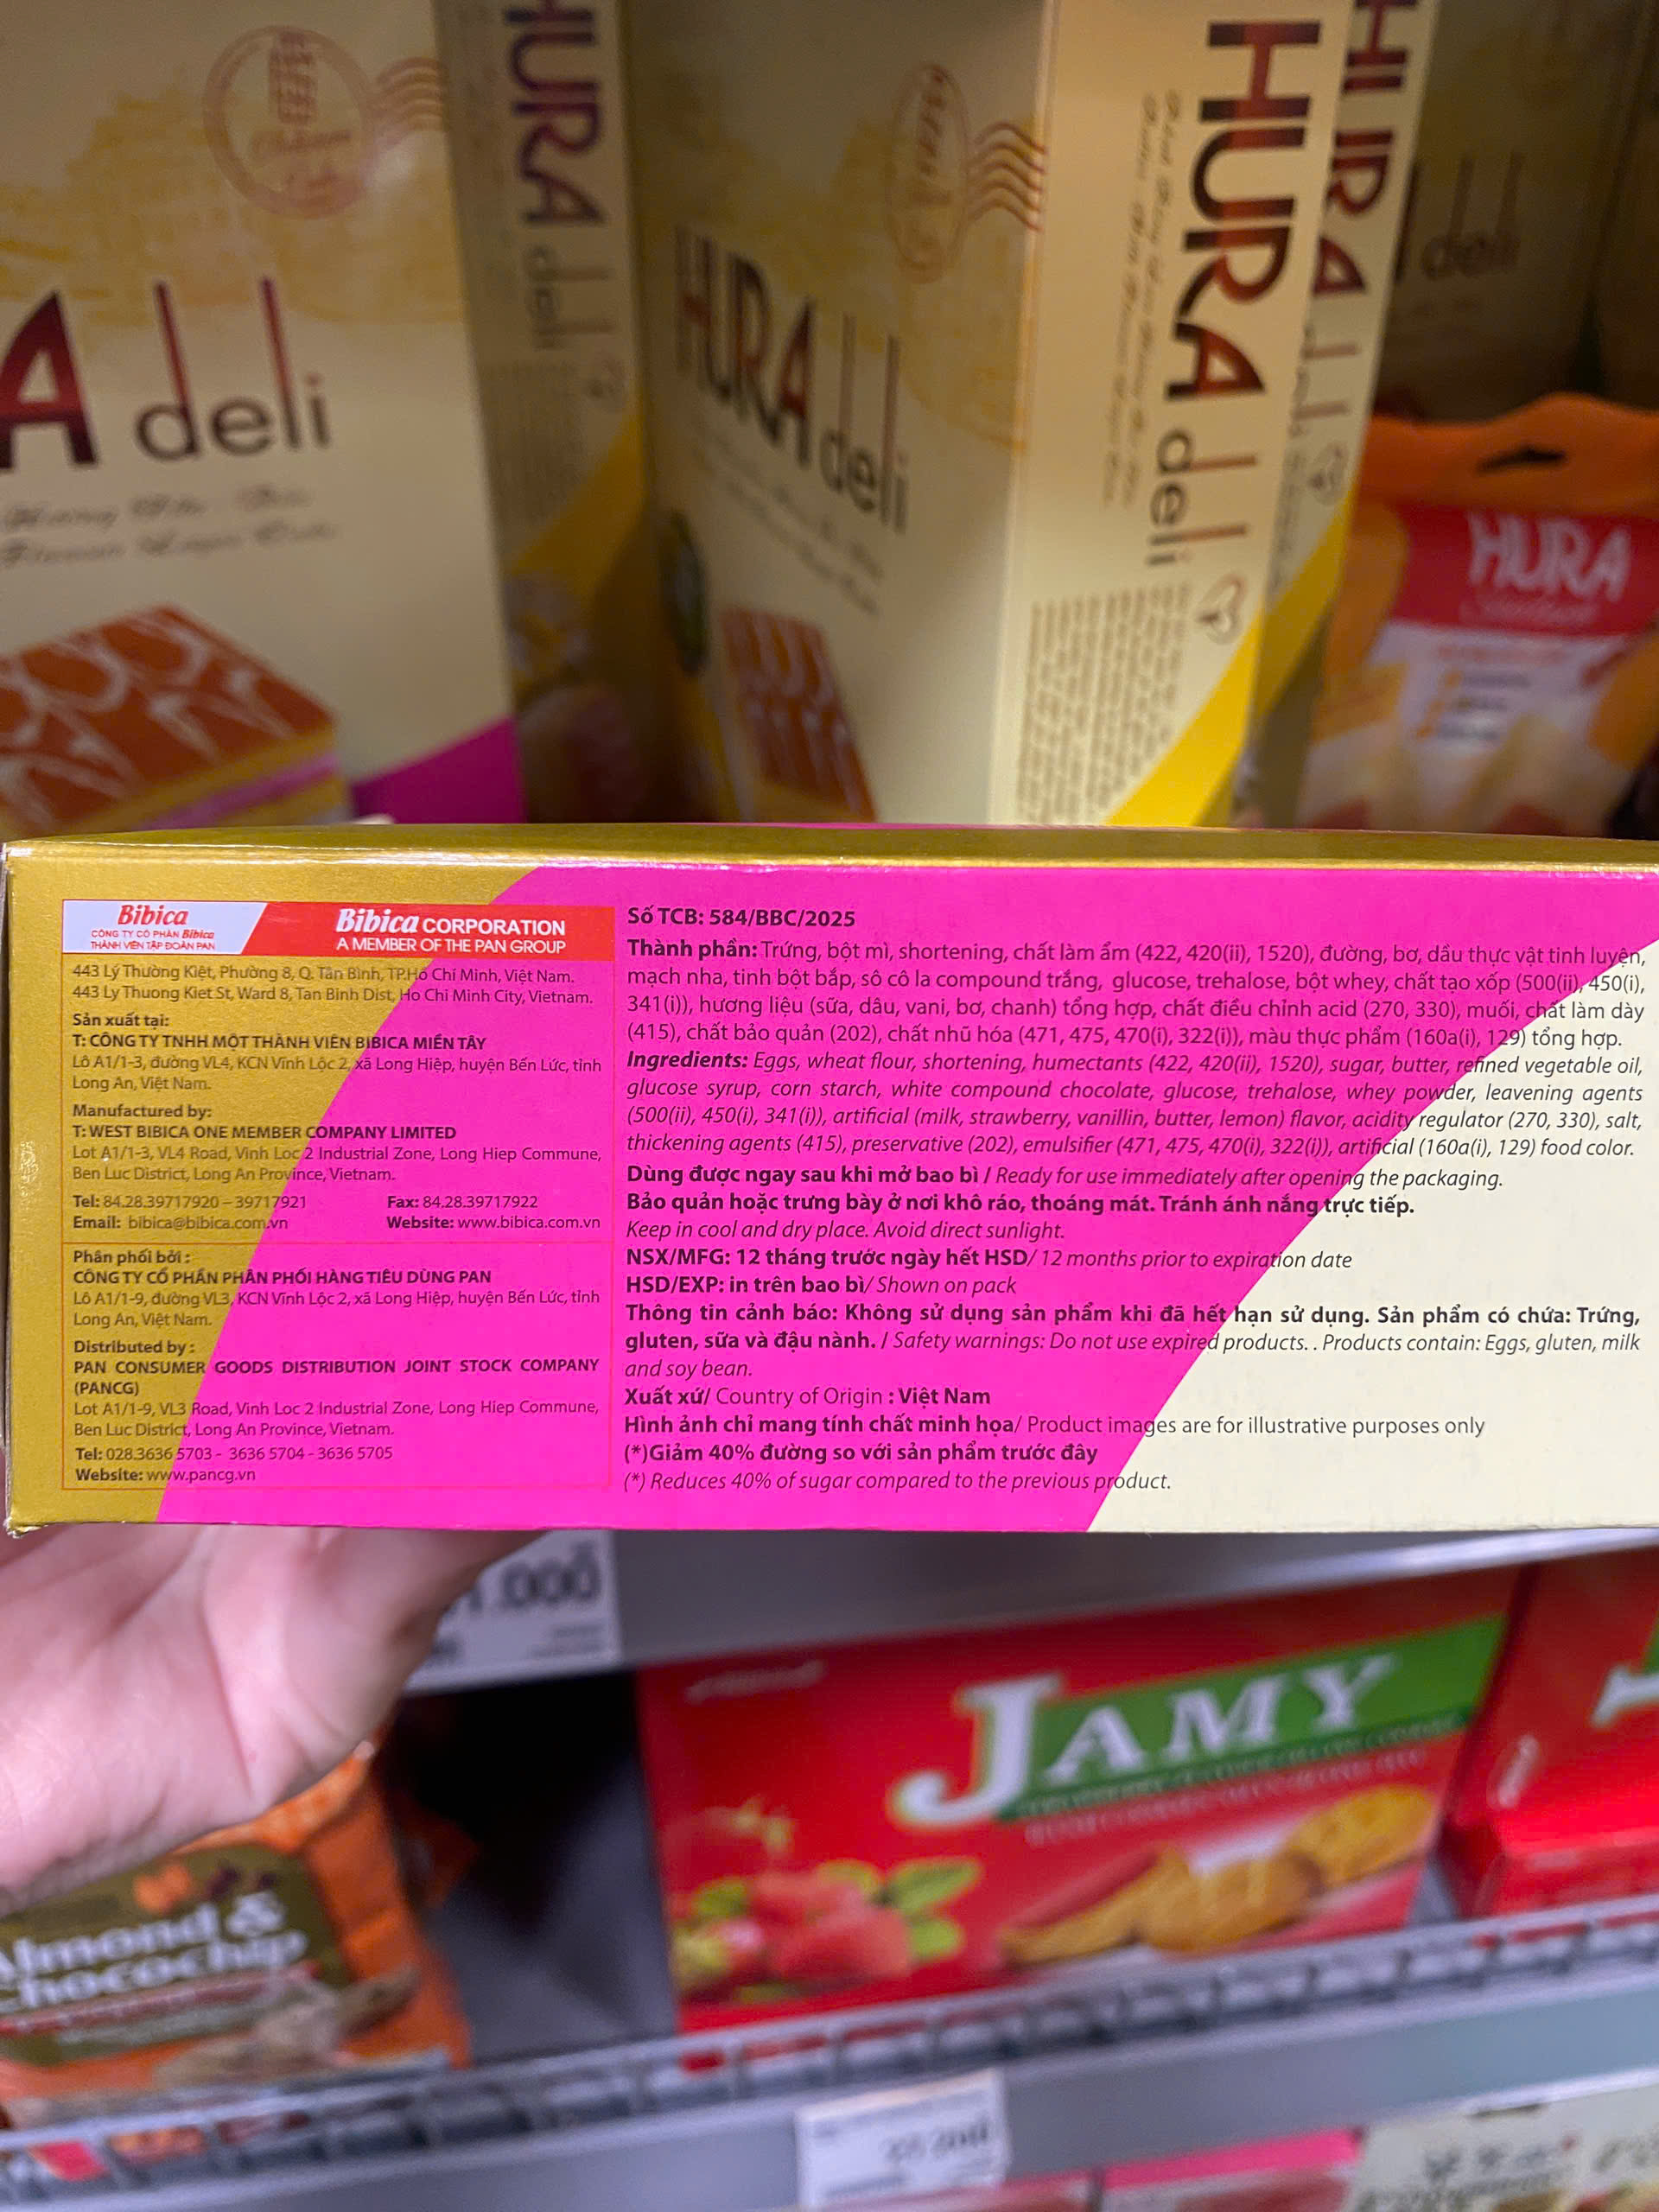 HURA
deli
HURA
deli
HURA
deli
A deli
HURA
Bibica
CÔNG TY CỔ PHẦN Bibica
THÀNH VIÊN TẬP ĐOÀN PAN
Bibica CORPORATION
A MEMBER OF THE PAN GROUP
443 Lý Thường Kiệt, Phường 8, Q. Tân Bình, TP.Hồ Chí Minh, Việt Nam.
443 Ly Thuong Kiet St, Ward 8, Tan Binh Dist, Ho Chi Minh City, Vietnam.
Sản xuất tại:
T: CÔNG TY TNHH MỘT THÀNH VIÊN BIBICA MIỀN TÂY
Lô A1/1-3, đường VL4, KCN Vĩnh Lộc 2, xã Long Hiệp, huyện Bến Lức, tỉnh
Long An, Việt Nam.
Manufactured by:
T: WEST BIBICA ONE MEMBER COMPANY LIMITED
Lot A1/1-3, VL4 Road, Vinh Loc 2 Industrial Zone, Long Hiep Commune,
Ben Luc District, Long An Province, Vietnam.
Tel: 84.28.39717920 – 39717921 Fax: 84.28.39717922
Email: bibica@bibica.com.vn Website: www.bibica.com.vn
Phân phối bởi :
CÔNG TY CỔ PHẦN PHÂN PHỐI HÀNG TIÊU DÙNG PAN
Lô A1/1-9, đường VL3, KCN Vĩnh Lộc 2, xã Long Hiệp, huyện Bến Lức, tỉnh
Long An, Việt Nam.
Distributed by :
PAN CONSUMER GOODS DISTRIBUTION JOINT STOCK COMPANY
(PANCG)
Lot A1/1-9, VL3 Road, Vinh Loc 2 Industrial Zone, Long Hiep Commune,
Ben Luc District, Long An Province, Vietnam.
Tel: 028.3636 5703 - 3636 5704 - 3636 5705
Website: www.pancg.vn
Số TCB: 584/BBC/2025
Thành phần: Trứng, bột mì, shortening, chất làm ẩm (422, 420(ii), 1520), đường, bơ, dầu thực vật tinh luyện,
mạch nha, tinh bột bắp, sô cô la compound trắng, glucose, trehalose, bột whey, chất tạo xốp (500(ii), 450(i),
341(i)), hương liệu (sữa, dâu, vani, bơ, chanh) tổng hợp, chất điều chỉnh acid (270, 330), muối, chất làm dày
(415), chất bảo quản (202), chất nhũ hóa (471, 475, 470(i), 322(i)), màu thực phẩm (160a(i), 129) tổng hợp.
Ingredients: Eggs, wheat flour, shortening, humectants (422, 420(ii), 1520), sugar, butter, refined vegetable oil,
glucose syrup, corn starch, white compound chocolate, glucose, trehalose, whey powder, leavening agents
(500(ii), 450(i), 341(i)), artificial (milk, strawberry, vanillin, butter, lemon) flavor, acidity regulator (270, 330), salt,
thickening agents (415), preservative (202), emulsifier (471, 475, 470(i), 322(i)), artificial (160a(i), 129) food color.
Dùng được ngay sau khi mở bao bì / Ready for use immediately after opening the packaging.
Bảo quản hoặc trưng bày ở nơi khô ráo, thoáng mát. Tránh ánh nắng trực tiếp.
Keep in cool and dry place. Avoid direct sunlight.
NSX/MFG: 12 tháng trước ngày hết HSD/ 12 months prior to expiration date
HSD/EXP: in trên bao bì/ Shown on pack
Thông tin cảnh báo: Không sử dụng sản phẩm khi đã hết hạn sử dụng. Sản phẩm có chứa: Trứng,
gluten, sữa và đậu nành. / Safety warnings: Do not use expired products. . Products contain: Eggs, gluten, milk
and soy bean.
Xuất xứ/ Country of Origin : Việt Nam
Hình ảnh chỉ mang tính chất minh họa/ Product images are for illustrative purposes only
(*)Giảm 40% đường so với sản phẩm trước đây
(*) Reduces 40% of sugar compared to the previous product.
1.000
JAMY
Almond &
Chocochip